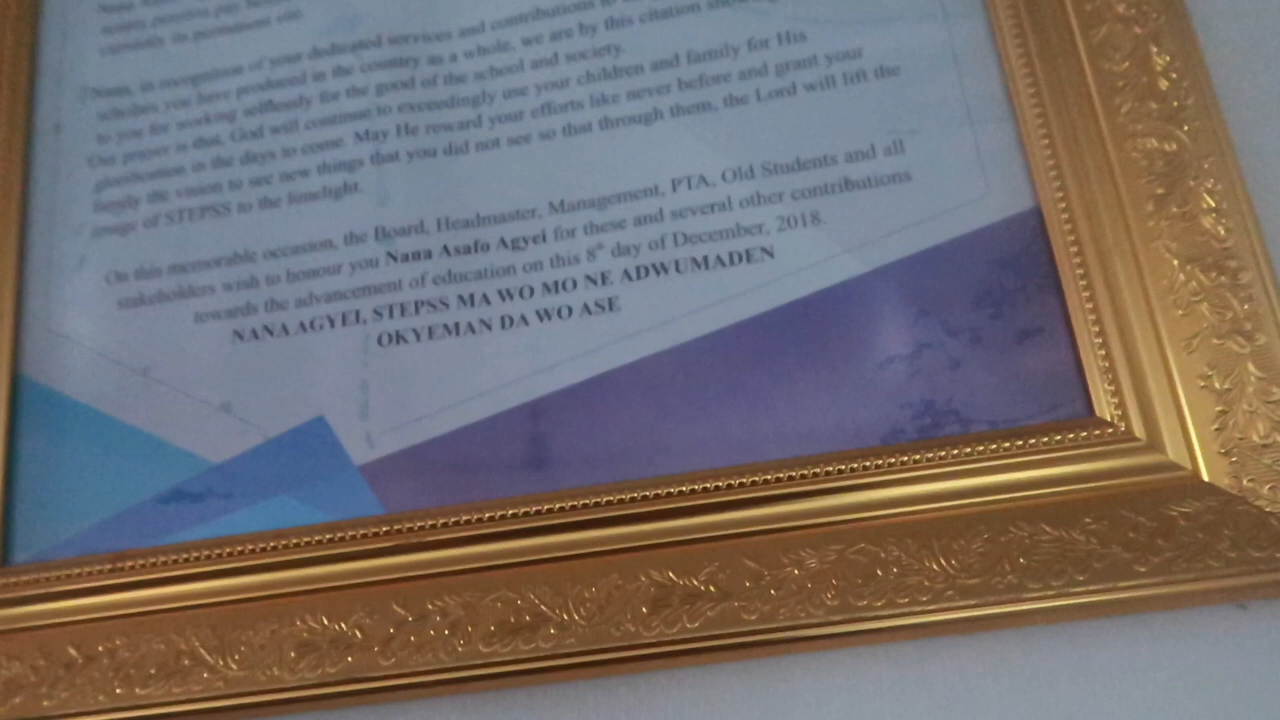 currently its permanent site.
Nana, in recognition of your dedicated services and contributions to
scholars you have produced in the country as a whole, we are by this citation
to you for working selflessly for the good of the school and society.
Our prayer is that, God will continue to exceedingly use your children and family for His
glorification in the days to come. May He reward your efforts like never before and grant your
family the vision to see new things that you did not see so that through them, the Lord will lift the
image of STEPSS to the limelight.
On this memorable occasion, the Board, Headmaster, Management, PTA, Old Students and all
stakeholders wish to honour you Nana Asafo Agyei for these and several other contributions
towards the advancement of education on this 8th day of December, 2018.
NANA AGYEI, STEPSS MA WO MO NE ADWUMADEN
OKYEMAN DA WO ASE